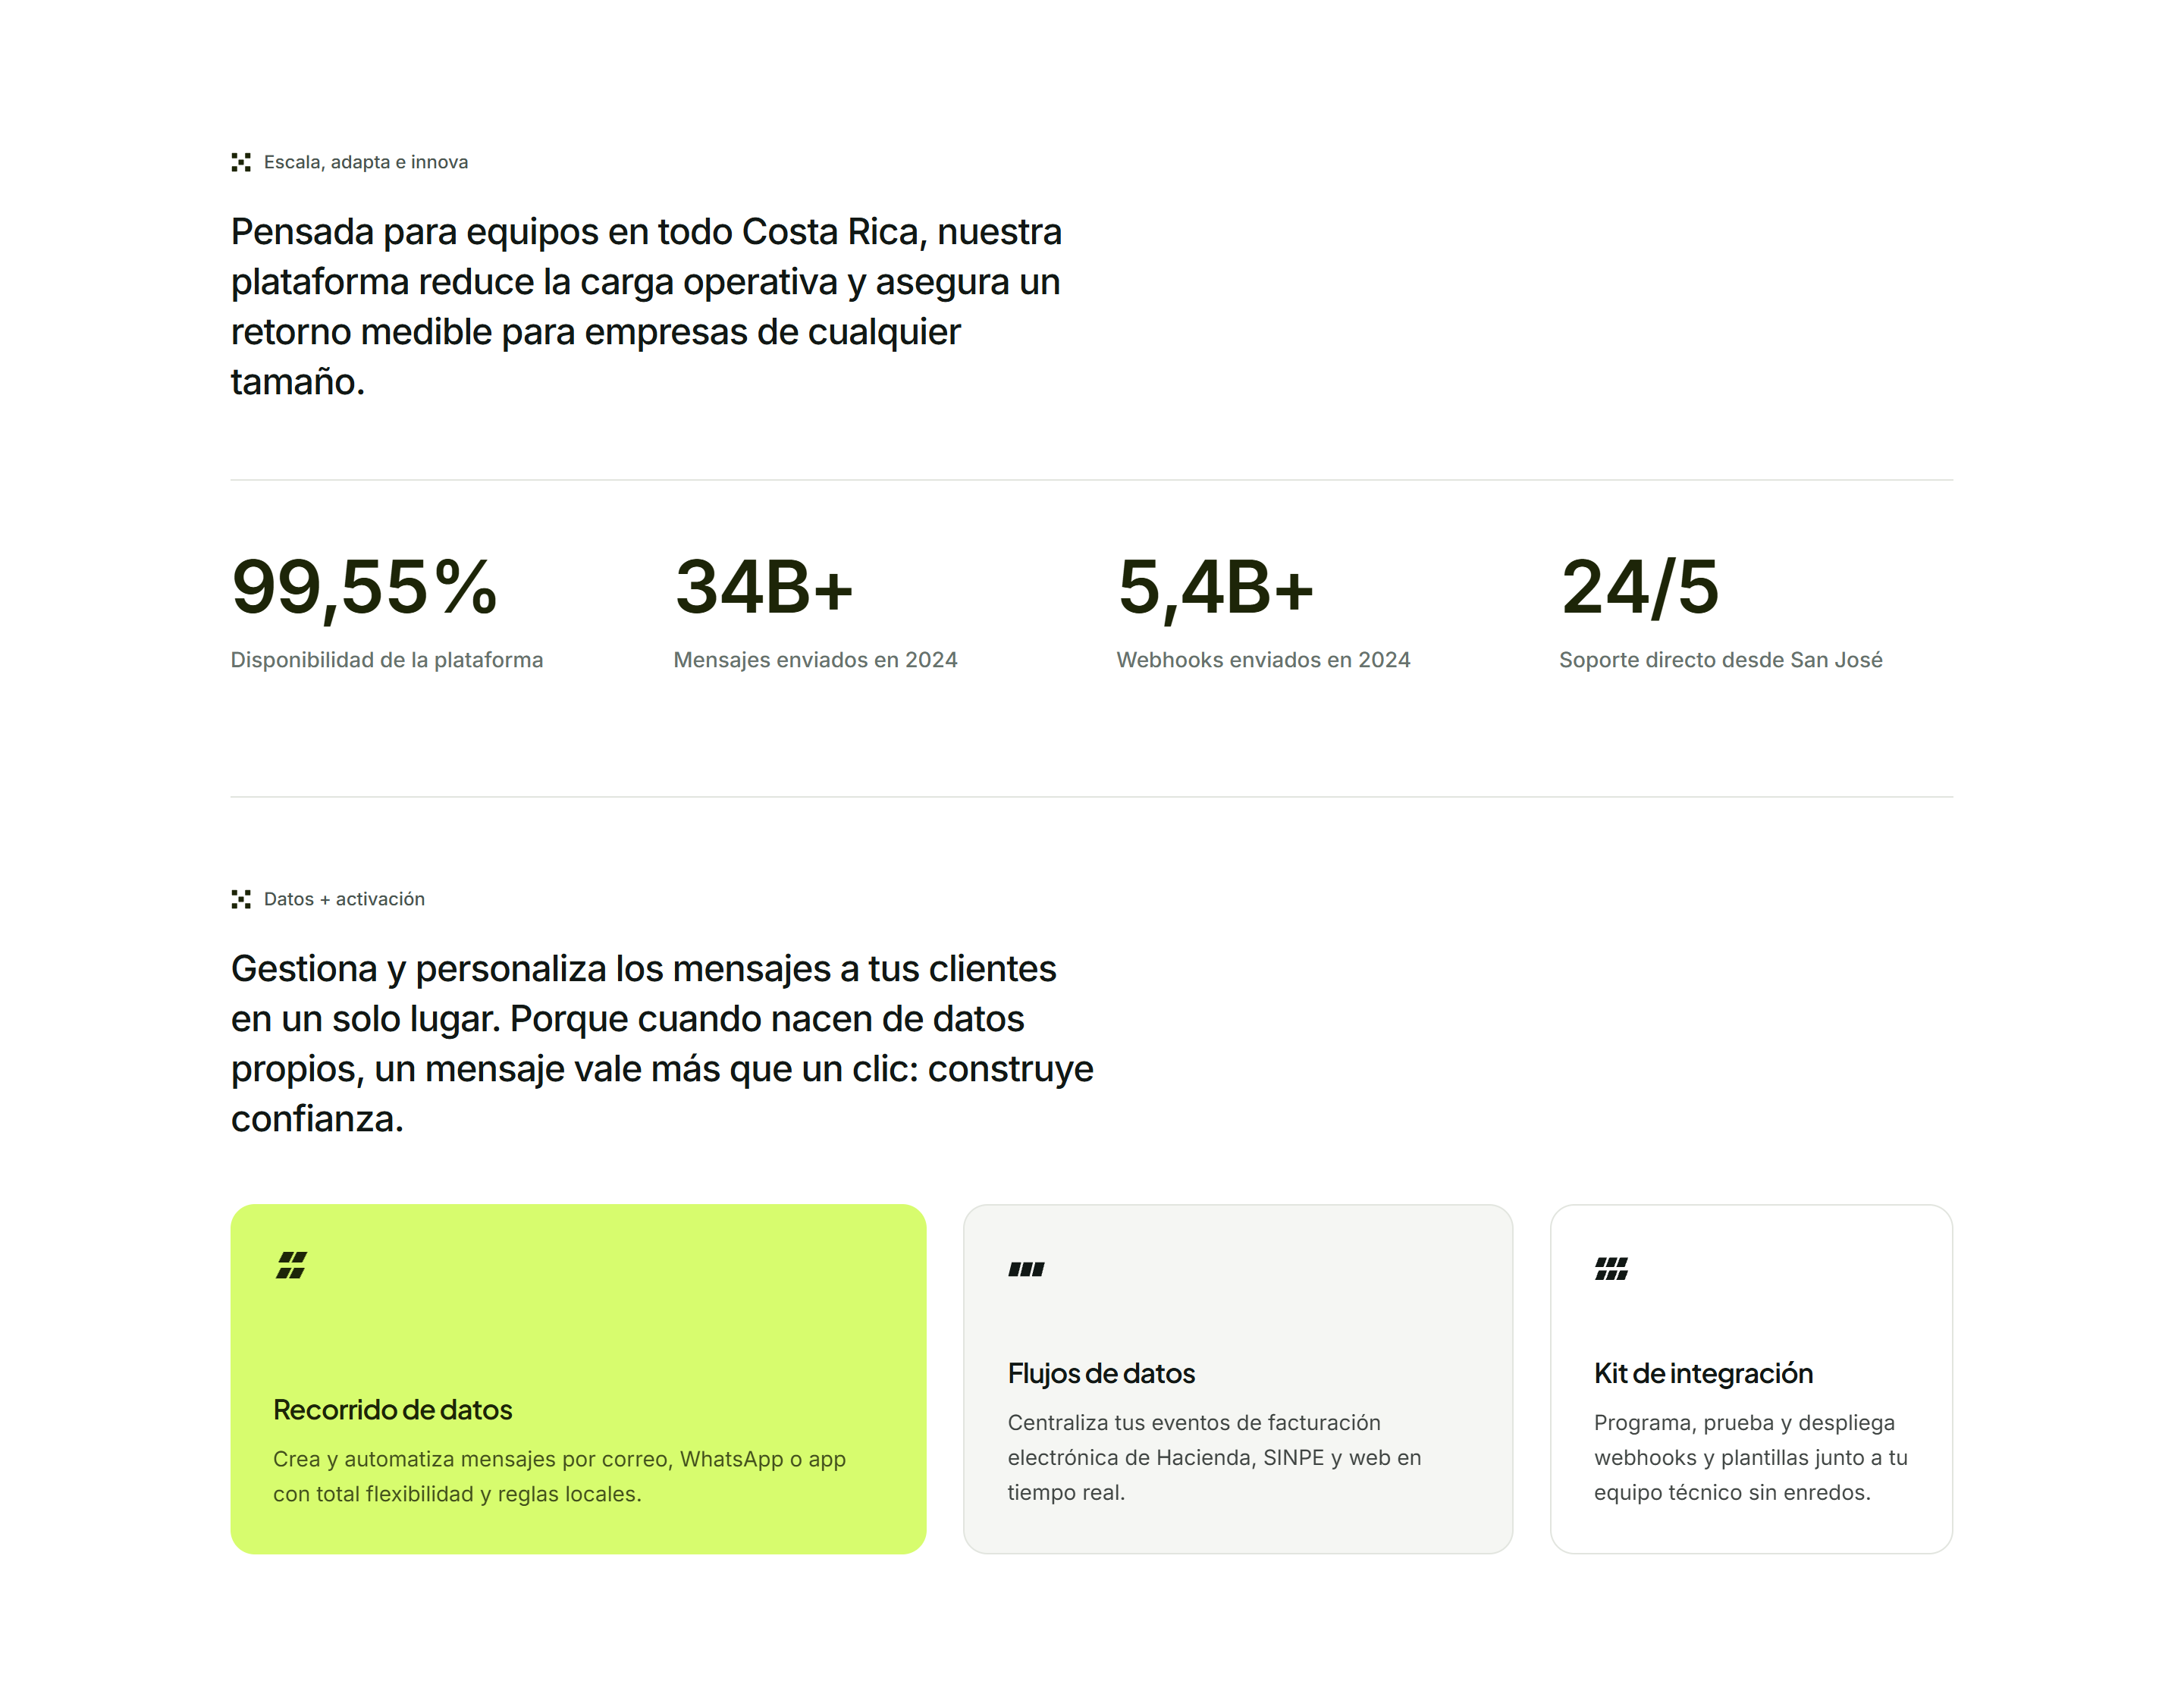 Escala, adapta e innova
Pensada para equipos en todo Costa Rica, nuestra
plataforma reduce la carga operativa y asegura un
retorno medible para empresas de cualquier
tamaño.
99,55%
Disponibilidad de la plataforma
34B+
Mensajes enviados en 2024
5,4B+
Webhooks enviados en 2024
24/5
Soporte directo desde San José
Datos + activación
Gestiona y personaliza los mensajes a tus clientes
en un solo lugar. Porque cuando nacen de datos
propios, un mensaje vale más que un clic: construye
confianza.
Recorrido de datos
Crea y automatiza mensajes por correo, WhatsApp o app
con total flexibilidad y reglas locales.
Flujos de datos
Centraliza tus eventos de facturación
electrónica de Hacienda, SINPE y web en
tiempo real.
Kit de integración
Programa, prueba y despliega
webhooks y plantillas junto a tu
equipo técnico sin enredos.